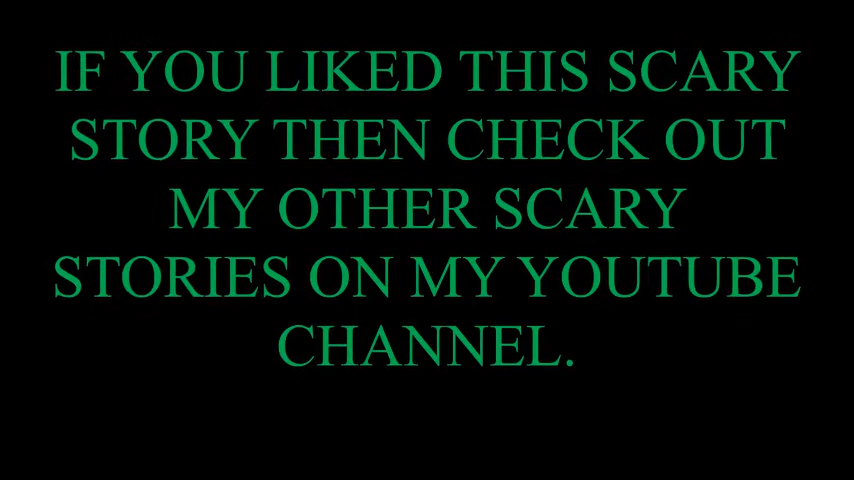 IF YOU LIKED THIS SCARY
STORY THEN CHECK OUT
MY OTHER SCARY
STORIES ON MY YOUTUBE
CHANNEL.